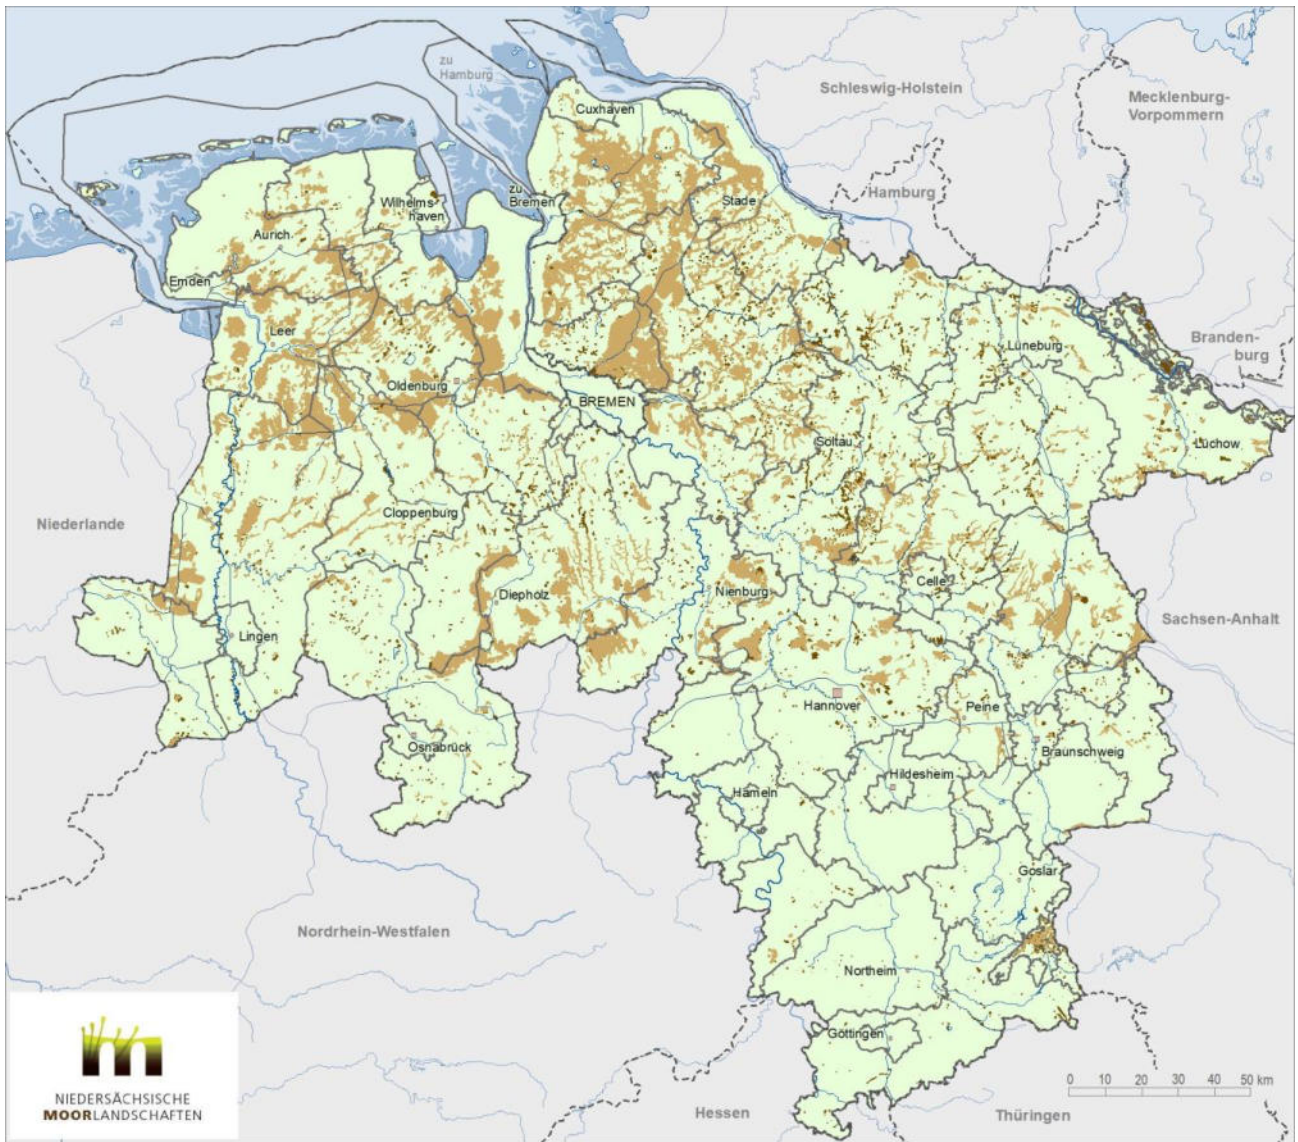 zu
Hamburg
Schleswig-Holstein
Mecklenburg-
Vorpommern
Cuxhaven
Hamburg
zu
Bremen
Wilhelms
haven
Stade
Aurich
Emden
Leer
Lüneburg
Branden-
burg
Oldenburg
BREMEN
Soltau
Lüchow
Niederlande
Cloppenburg
Celle
Diepholz
Nienburg
Sachsen-Anhalt
Lingen
Hannover
Peine
Osnabrück
Braunschweig
Hildesheim
Hameln
Goslar
Nordrhein-Westfalen
Northeim
Göttingen
NIEDERSÄCHSISCHE
MOORLANDSCHAFTEN
0 10 20 30 40 50 km
Hessen
Thüringen